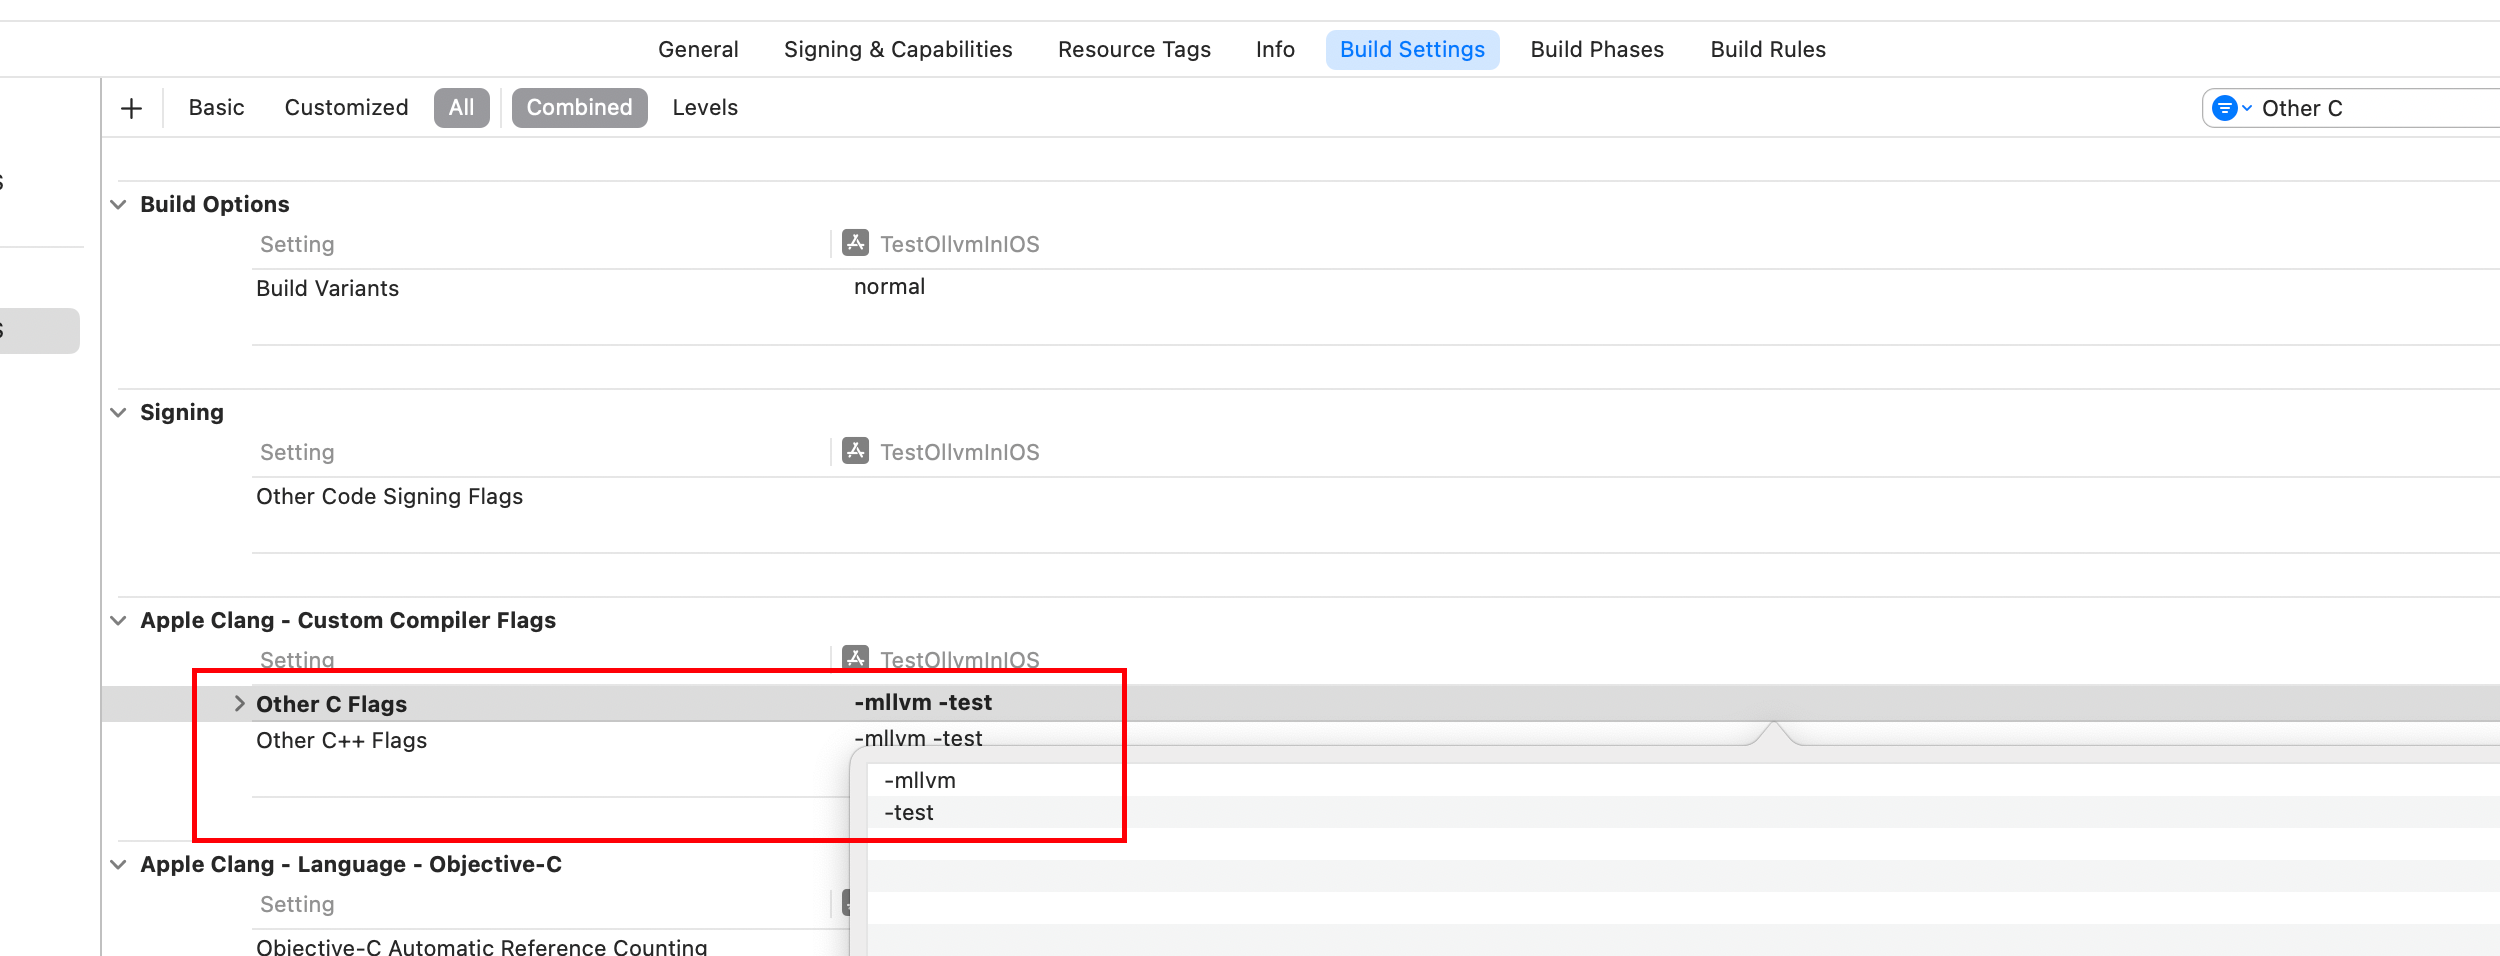 General Signing & Capabilities Resource Tags Info Build Settings Build Phases Build Rules
Basic Customized All Combined Levels Other C
Build Options
Setting TestOllvmInIOS
Build Variants normal
Signing
Setting TestOllvmInIOS
Other Code Signing Flags
Apple Clang - Custom Compiler Flags
Setting TestOllvmInIOS
Other C Flags -mllvm -test
Other C++ Flags -mllvm -test
-mllvm
-test
Apple Clang - Language - Objective-C
Setting
Objective-C Automatic Reference Counting